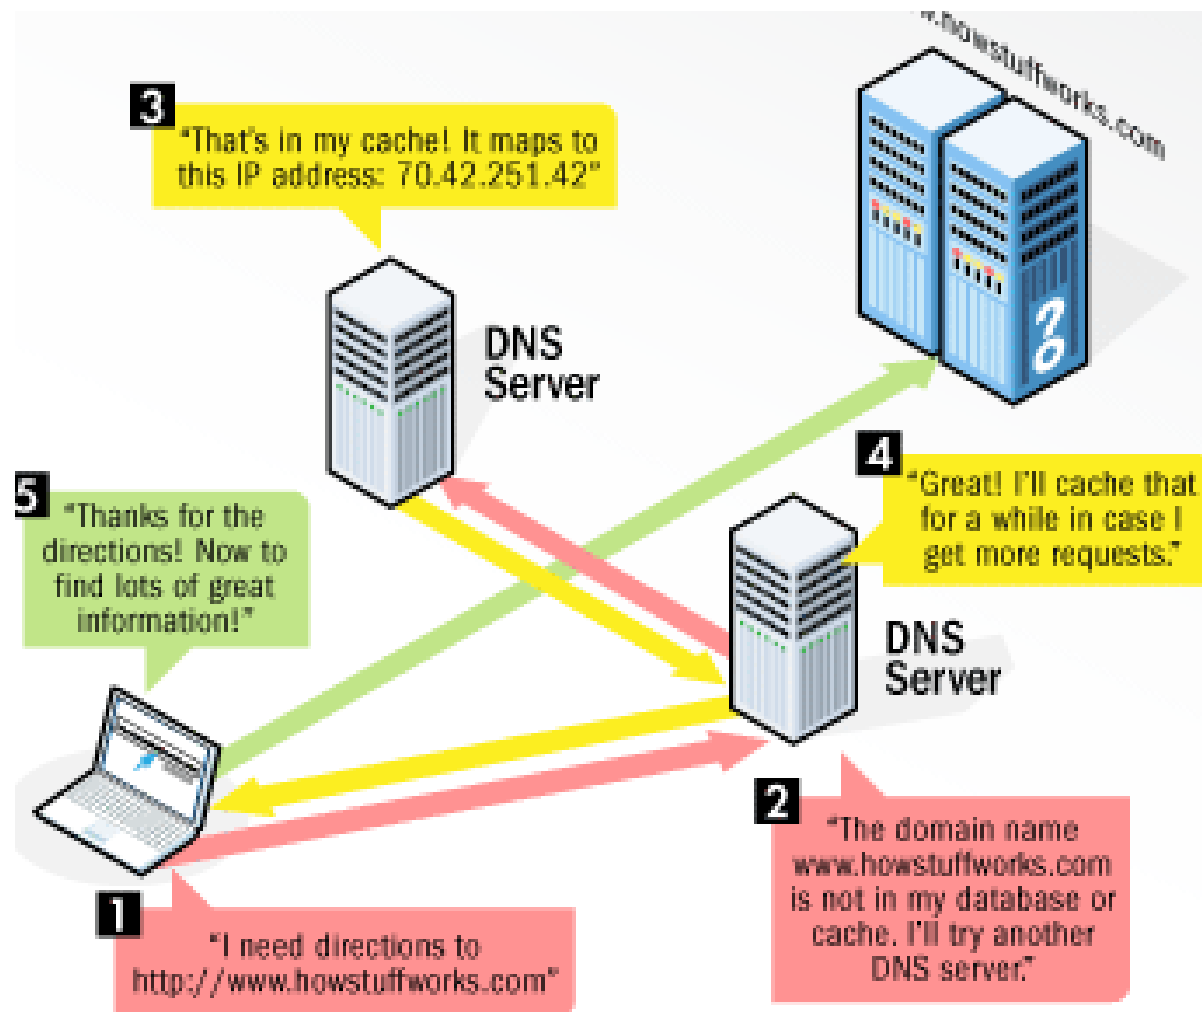 www.howstuffworks.com
3
"That's in my cache! It maps to
this IP address: 70.42.251.42"
DNS
Server
4
"Great! I'll cache that
for a while in case I
get more requests."
5
"Thanks for the
directions! Now to
find lots of great
information!"
DNS
Server
2
"The domain name
www.howstuffworks.com
is not in my database or
cache. I'll try another
DNS server."
1
"I need directions to
http://www.howstuffworks.com"